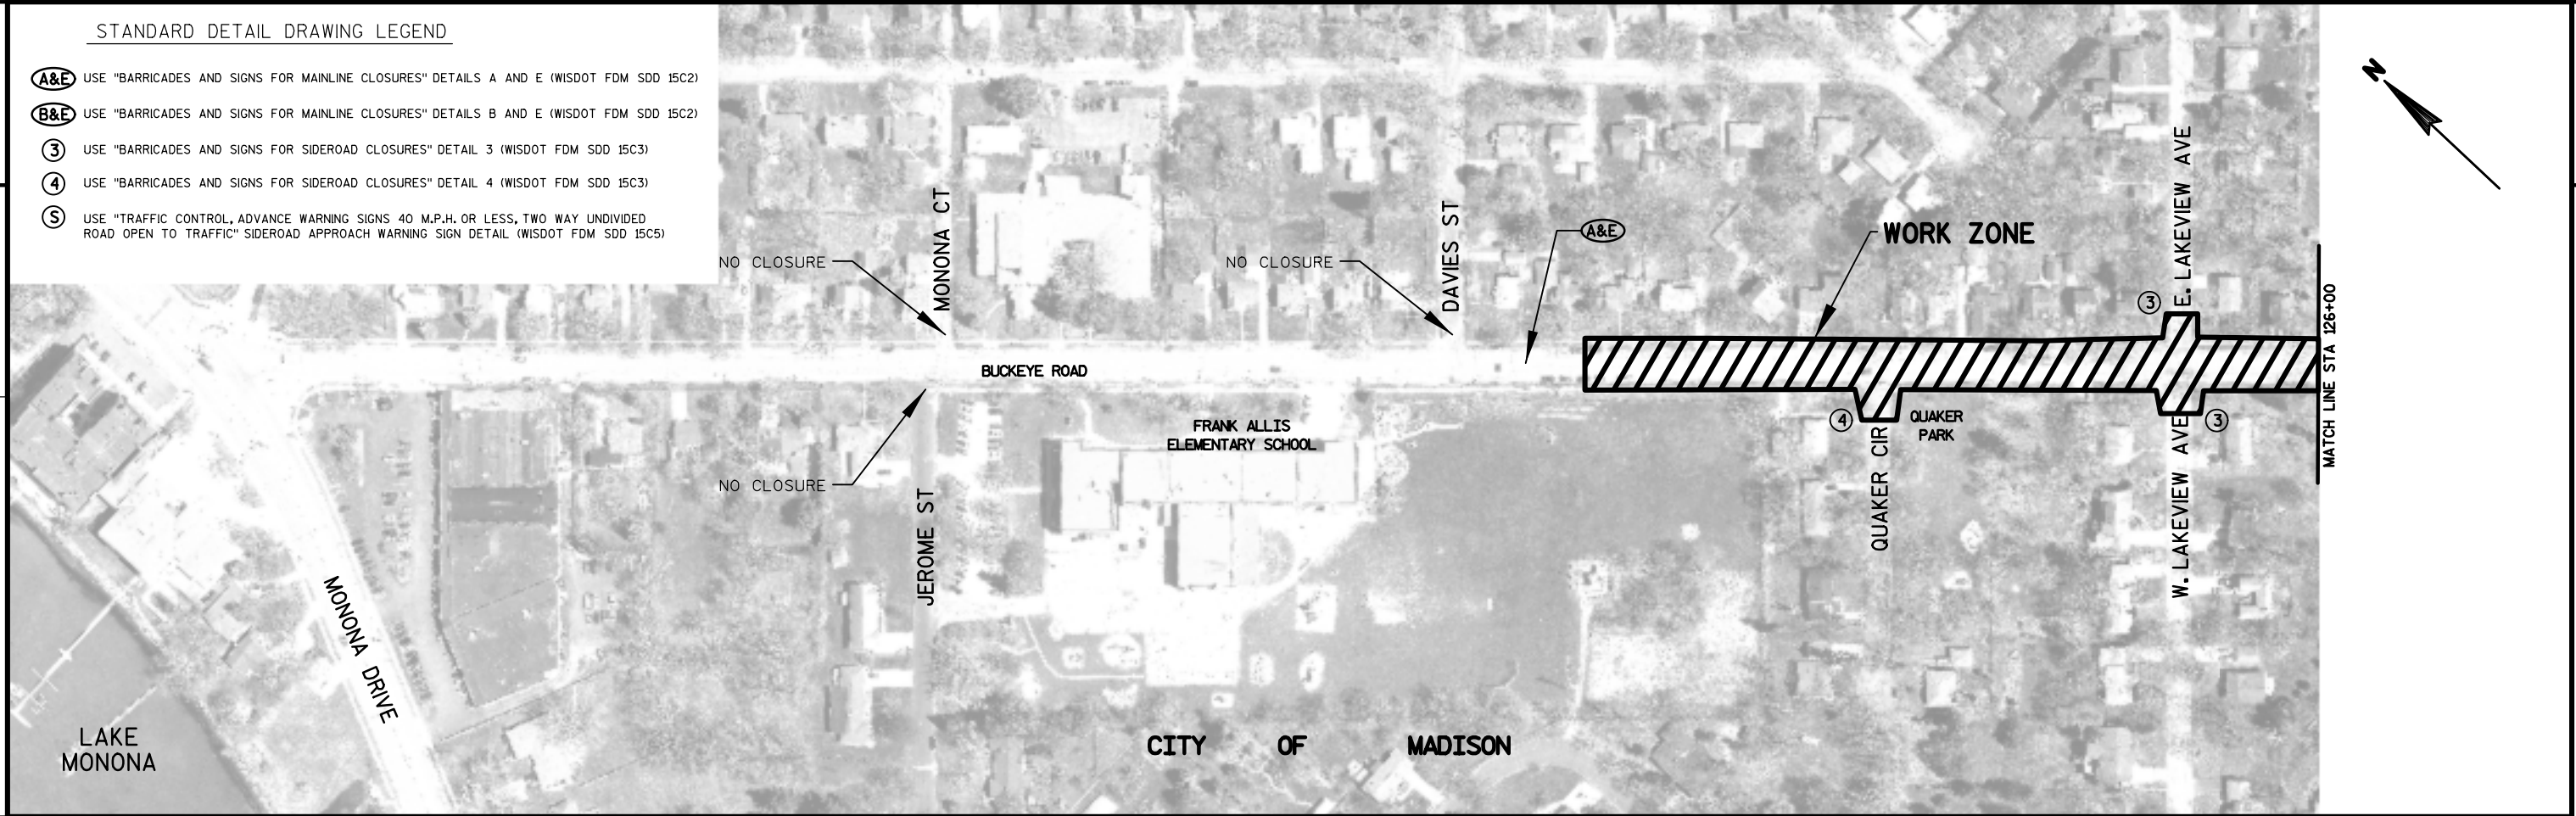 STANDARD DETAIL DRAWING LEGEND
A&E USE "BARRICADES AND SIGNS FOR MAINLINE CLOSURES" DETAILS A AND E (WISDOT FDM SDD 15C2)
B&E USE "BARRICADES AND SIGNS FOR MAINLINE CLOSURES" DETAILS B AND E (WISDOT FDM SDD 15C2)
3 USE "BARRICADES AND SIGNS FOR SIDEROAD CLOSURES" DETAIL 3 (WISDOT FDM SDD 15C3)
4 USE "BARRICADES AND SIGNS FOR SIDEROAD CLOSURES" DETAIL 4 (WISDOT FDM SDD 15C3)
S USE "TRAFFIC CONTROL, ADVANCE WARNING SIGNS 40 M.P.H. OR LESS, TWO WAY UNDIVIDED
ROAD OPEN TO TRAFFIC" SIDEROAD APPROACH WARNING SIGN DETAIL (WISDOT FDM SDD 15C5)
N
NO CLOSURE
MONONA CT
NO CLOSURE
DAVIES ST
A&E
WORK ZONE
3
E. LAKEVIEW AVE
MATCH LINE STA 126+00
BUCKEYE ROAD
FRANK ALLIS
ELEMENTARY SCHOOL
4
QUAKER CIR
QUAKER
PARK
3
W. LAKEVIEW AVE
NO CLOSURE
JEROME ST
MONONA DRIVE
LAKE
MONONA
CITY OF MADISON